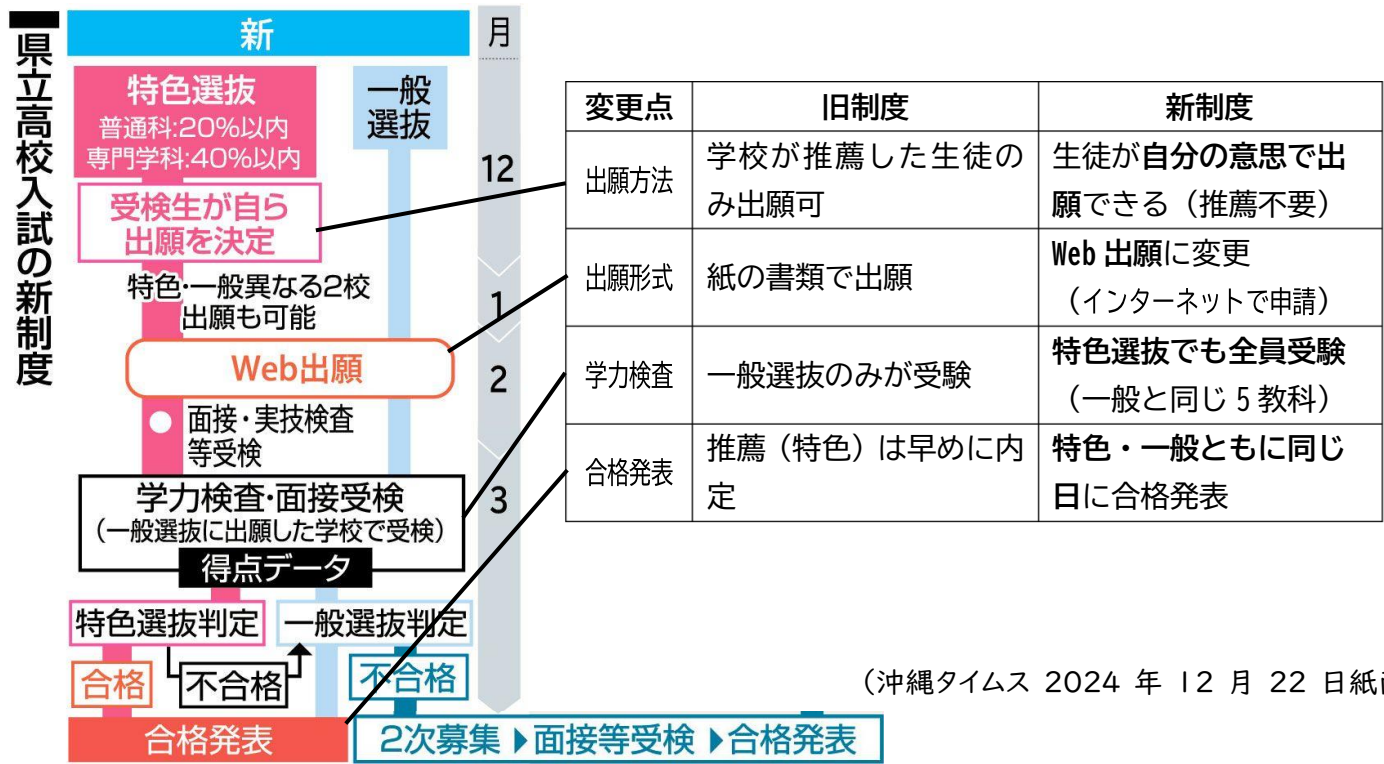 県立高校入試の新制度
新
月
特色選抜
普通科:20%以内
専門学科:40%以内
一般
選抜
12
受検生が自ら
出願を決定
特色・一般異なる2校
出願も可能
1
Web出願
2
面接・実技検査
等受検
学力検査・面接受検
(一般選抜に出願した学校で受検)
3
得点データ
特色選抜判定
一般選抜判定
合格
不合格
不合格
合格発表
2次募集▶面接等受検▶合格発表
変更点 旧制度 新制度
出願方法
学校が推薦した生徒の
み出願可
生徒が自分の意思で出
願できる（推薦不要）
出願形式
紙の書類で出願
Web 出願に変更
（インターネットで申請）
学力検査
一般選抜のみが受験
特色選抜でも全員受験
（一般と同じ 5 教科）
合格発表
推薦（特色）は早めに内
定
特色・一般ともに同じ
日に合格発表
（沖縄タイムス 2024 年 12 月 22 日紙